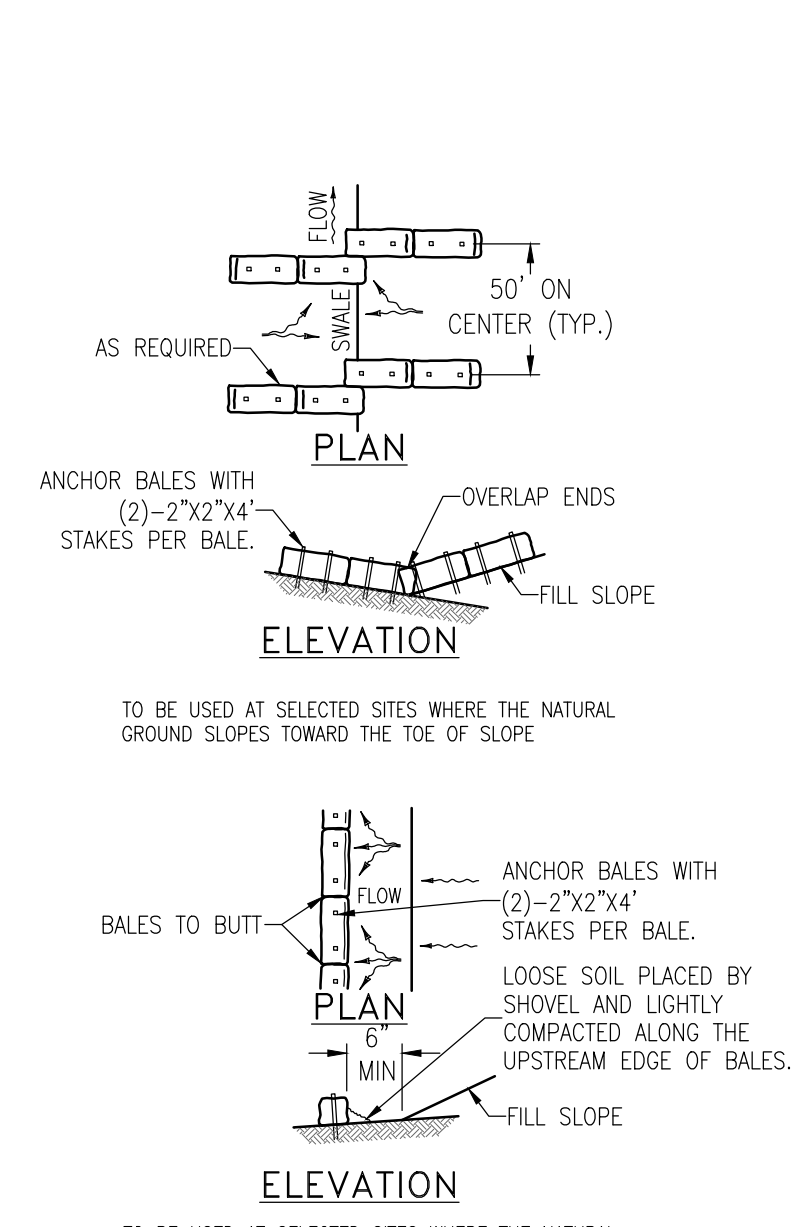 FLOW
SWALE
50' ON
CENTER (TYP.)
AS REQUIRED
PLAN
ANCHOR BALES WITH
(2)-2"X2"X4'
STAKES PER BALE.
OVERLAP ENDS
FILL SLOPE
ELEVATION
TO BE USED AT SELECTED SITES WHERE THE NATURAL
GROUND SLOPES TOWARD THE TOE OF SLOPE
FLOW
ANCHOR BALES WITH
(2)-2"X2"X4'
STAKES PER BALE.
BALES TO BUTT
PLAN
LOOSE SOIL PLACED BY
SHOVEL AND LIGHTLY
COMPACTED ALONG THE
UPSTREAM EDGE OF BALES.
6"
MIN
FILL SLOPE
ELEVATION